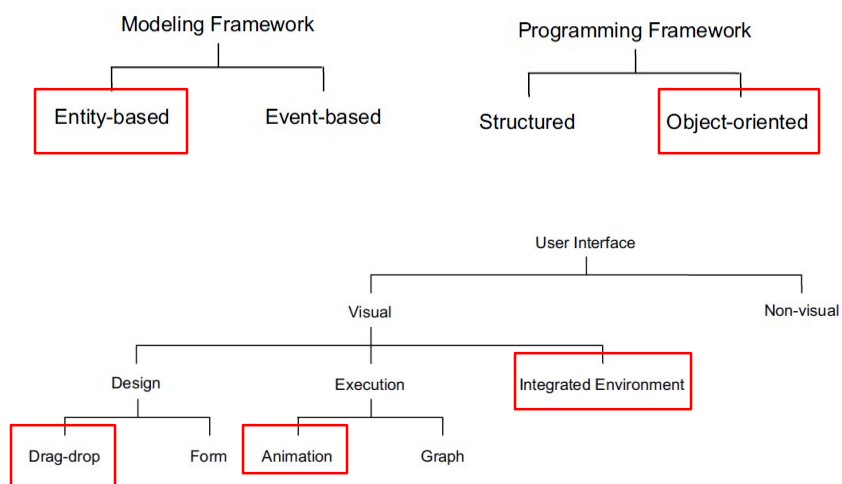 Modeling Framework
Programming Framework
Entity-based
Event-based
Structured
Object-oriented
User Interface
Visual
Non-visual
Design
Execution
Integrated Environment
Drag-drop
Form
Animation
Graph